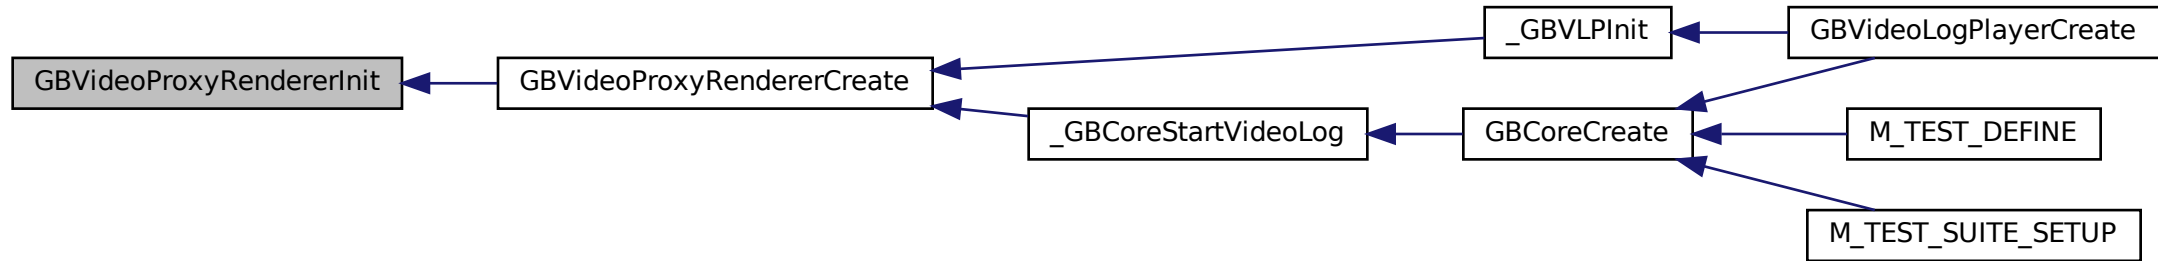 GBVideoProxyRendererInit
GBVideoProxyRendererCreate
_GBVLPInit
GBVideoLogPlayerCreate
_GBCoreStartVideoLog
GBCoreCreate
M_TEST_DEFINE
M_TEST_SUITE_SETUP